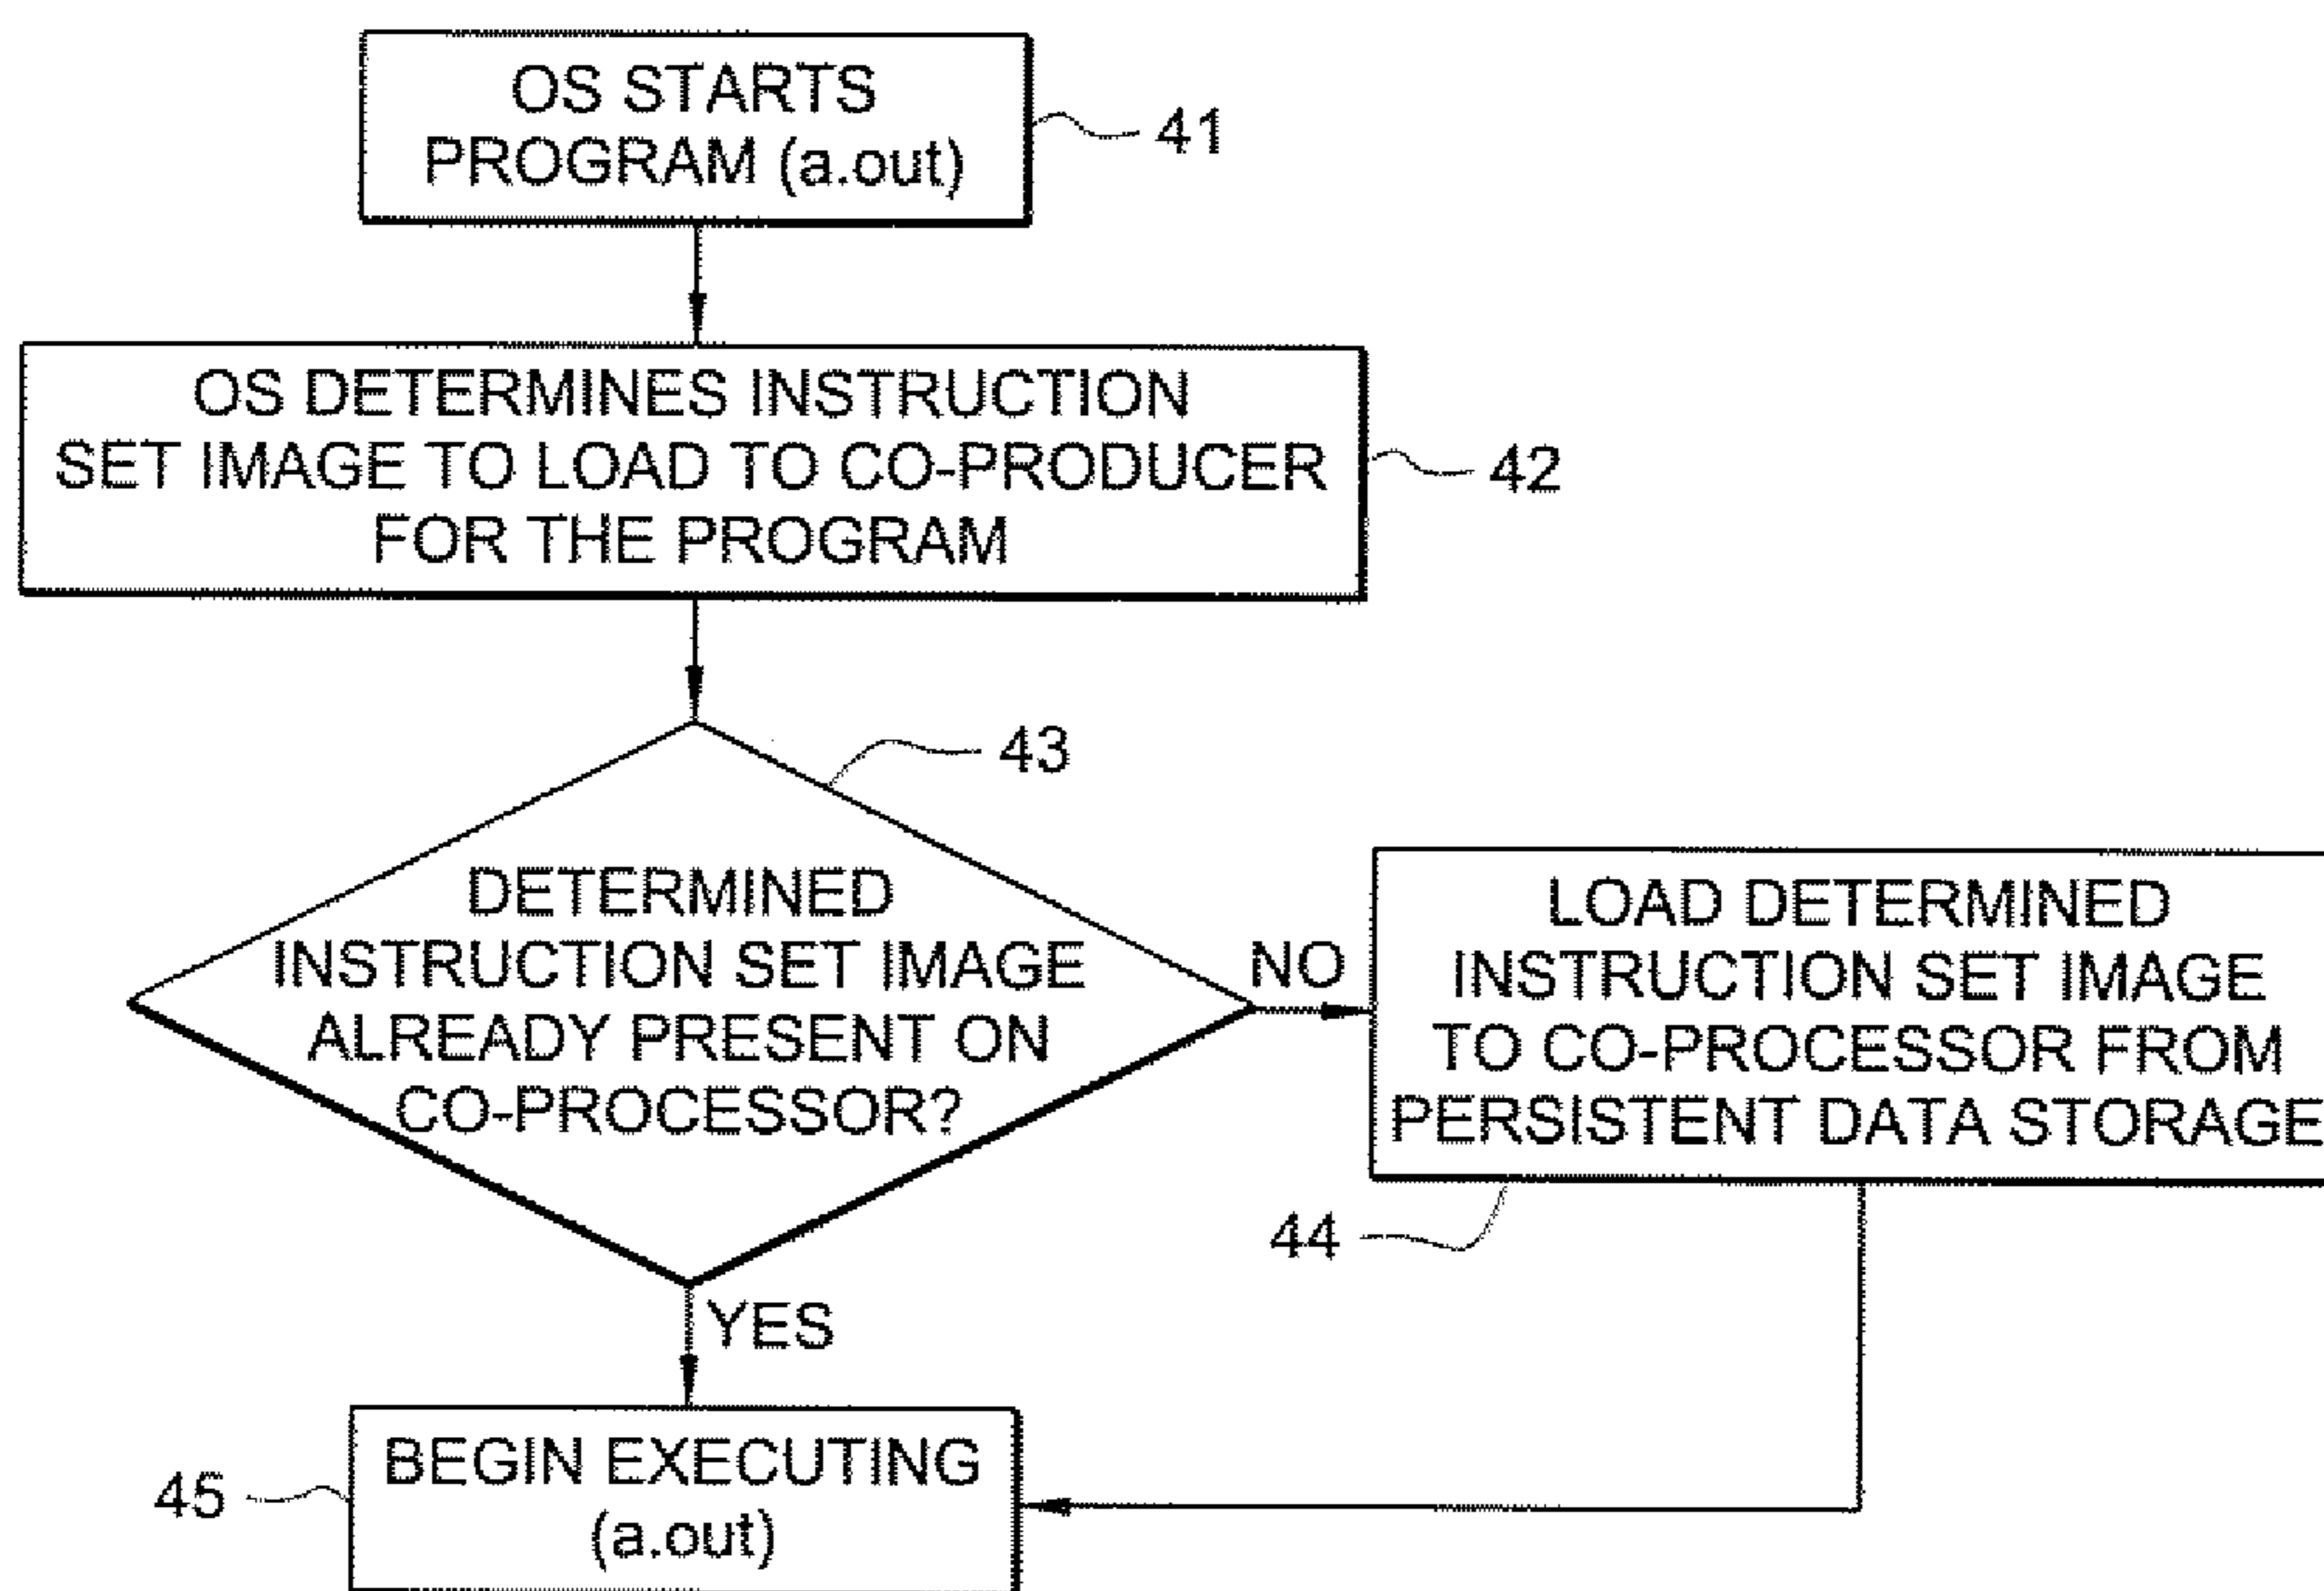 OS STARTS
PROGRAM (a.out)
41
OS DETERMINES INSTRUCTION
SET IMAGE TO LOAD TO CO-PRODUCER
FOR THE PROGRAM
42
43
DETERMINED
INSTRUCTION SET IMAGE
ALREADY PRESENT ON
CO-PROCESSOR?
NO
LOAD DETERMINED
INSTRUCTION SET IMAGE
TO CO-PROCESSOR FROM
PERSISTENT DATA STORAGE
44
YES
BEGIN EXECUTING
(a.out)
45